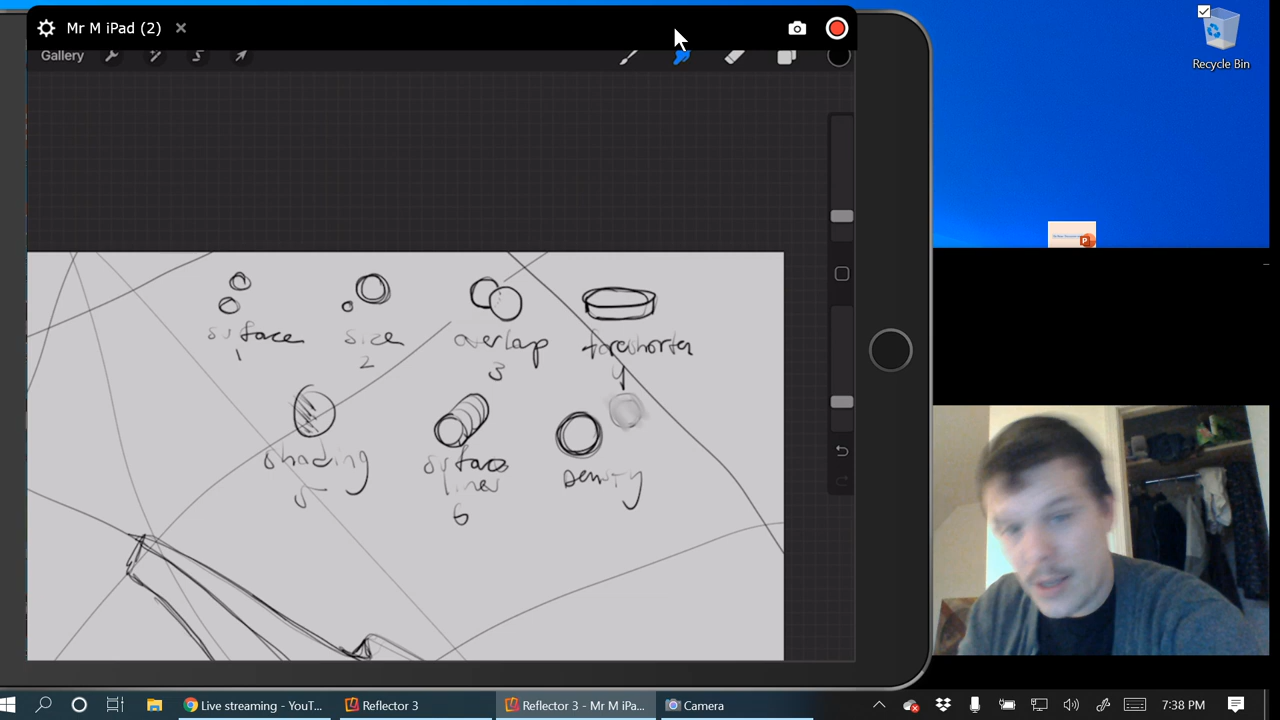 Mr M iPad (2)
Gallery
Recycle Bin
surface
1
size
2
overlap
3
foreshorten
4
shading
5
surface
lines
6
Density
Live streaming - YouT...
Reflector 3
Reflector 3 - Mr M iPa...
Camera
7:38 PM